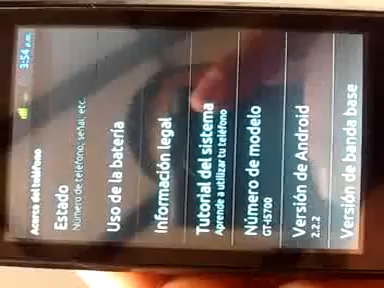 3:54 p.m.
Acerca del teléfono
Estado
Número de teléfono, señal, etc.
Uso de la batería
Información legal
Tutorial del sistema
Aprende a utilizar tu teléfono
Número de modelo
GT-I5700
Versión de Android
2.2.2
Versión de banda base